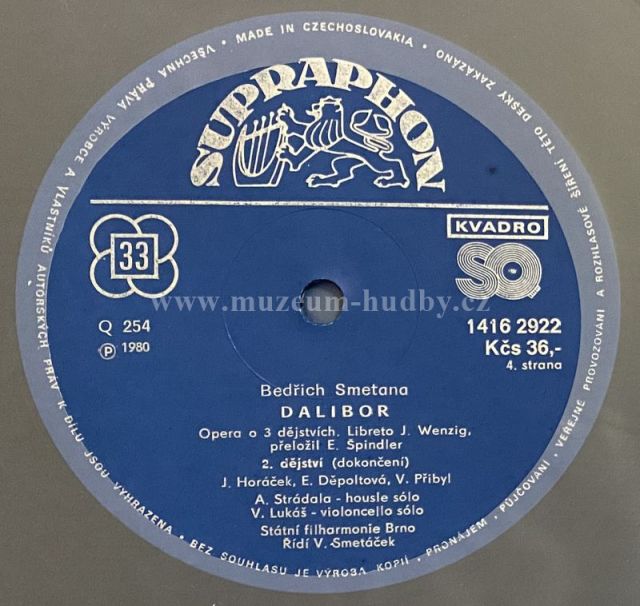 MADE IN CZECHOSLOVAKIA • VŠECHNA PRÁVA VÝROBCE A VLASTNÍKŮ AUTORSKÝCH PRÁV K DÍLU JSOU VYHRAZENA • BEZ SOUHLASU JE VÝROBA KOPIÍ • PRONÁJEM • PŮJČOVÁNÍ • VEŘEJNÉ PROVOZOVÁNÍ A ROZHLASOVÉ ŠÍŘENÍ TÉTO DESKY ZAKÁZÁNO
SUPRAPHON
33
KVADRO
SQ
www.muzeum-hudby.cz
Q 254
℗ 1980
1416 2922
Kčs 36,-
4. strana
Bedřich Smetana
DALIBOR
Opera o 3 dějstvích. Libreto J. Wenzig,
přeložil E. Špindler
2. dějství (dokončení)
J. Horáček, E. Děpoltová, V. Přibyl
A. Strádala - housle sólo
V. Lukáš - violoncello sólo
Státní filharmonie Brno
Řídí V. Smetáček